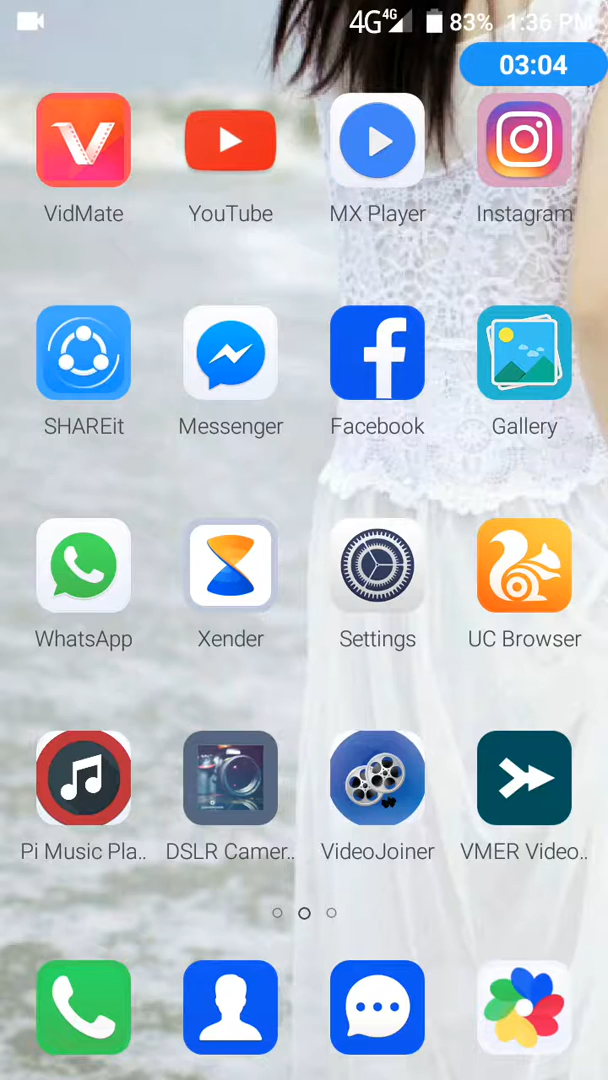 4G 4G 83% 1:36 PM
03:04
VidMate YouTube MX Player Instagram
SHAREit Messenger Facebook Gallery
WhatsApp Xender Settings UC Browser
Pi Music Pla.. DSLR Camer.. VideoJoiner VMER Video..